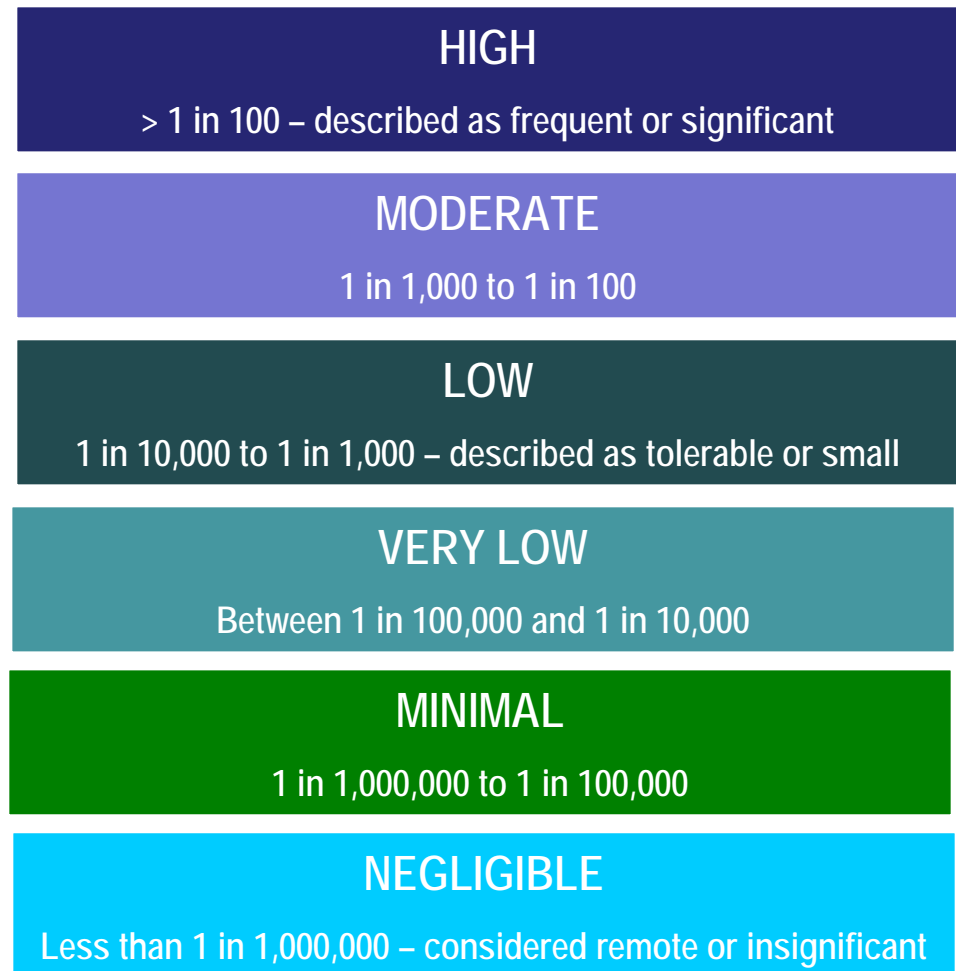 HIGH
> 1 in 100 – described as frequent or significant
MODERATE
1 in 1,000 to 1 in 100
LOW
1 in 10,000 to 1 in 1,000 – described as tolerable or small
VERY LOW
Between 1 in 100,000 and 1 in 10,000
MINIMAL
1 in 1,000,000 to 1 in 100,000
NEGLIGIBLE
Less than 1 in 1,000,000 – considered remote or insignificant